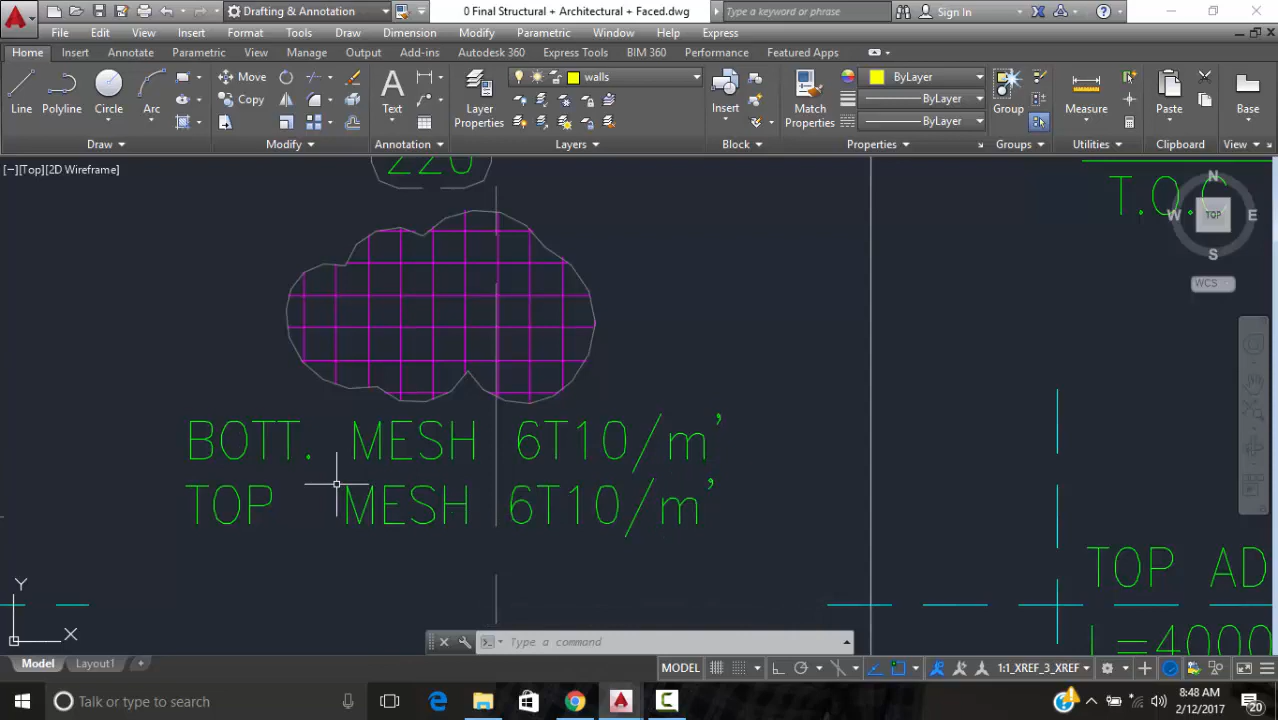 Drafting & Annotation
0 Final Structural + Architectural + Faced.dwg
Type a keyword or phrase
Sign In
File Edit View Insert Format Tools Draw Dimension Modify Parametric Window Help Express
Home Insert Annotate Parametric View Manage Output Add-ins Autodesk 360 Express Tools BIM 360 Performance Featured Apps
Line
Polyline
Circle
Arc
Move
Copy
Text
Layer
Properties
walls
Insert
Match
Properties
ByLayer
ByLayer
ByLayer
Group
Measure
Paste
Base
Draw
Modify
Annotation
Layers
Block
Properties
Groups
Utilities
Clipboard
View
[−][Top][2D Wireframe]
220
T.O.C
N
W
TOP
E
S
WCS
BOTT. MESH 6T10/m’
TOP MESH 6T10/m’
TOP AD
L=4000
Y
X
Type a command
Model
Layout1
MODEL
1:1_XREF_3_XREF
Talk or type to search
8:48 AM
2/12/2017
20